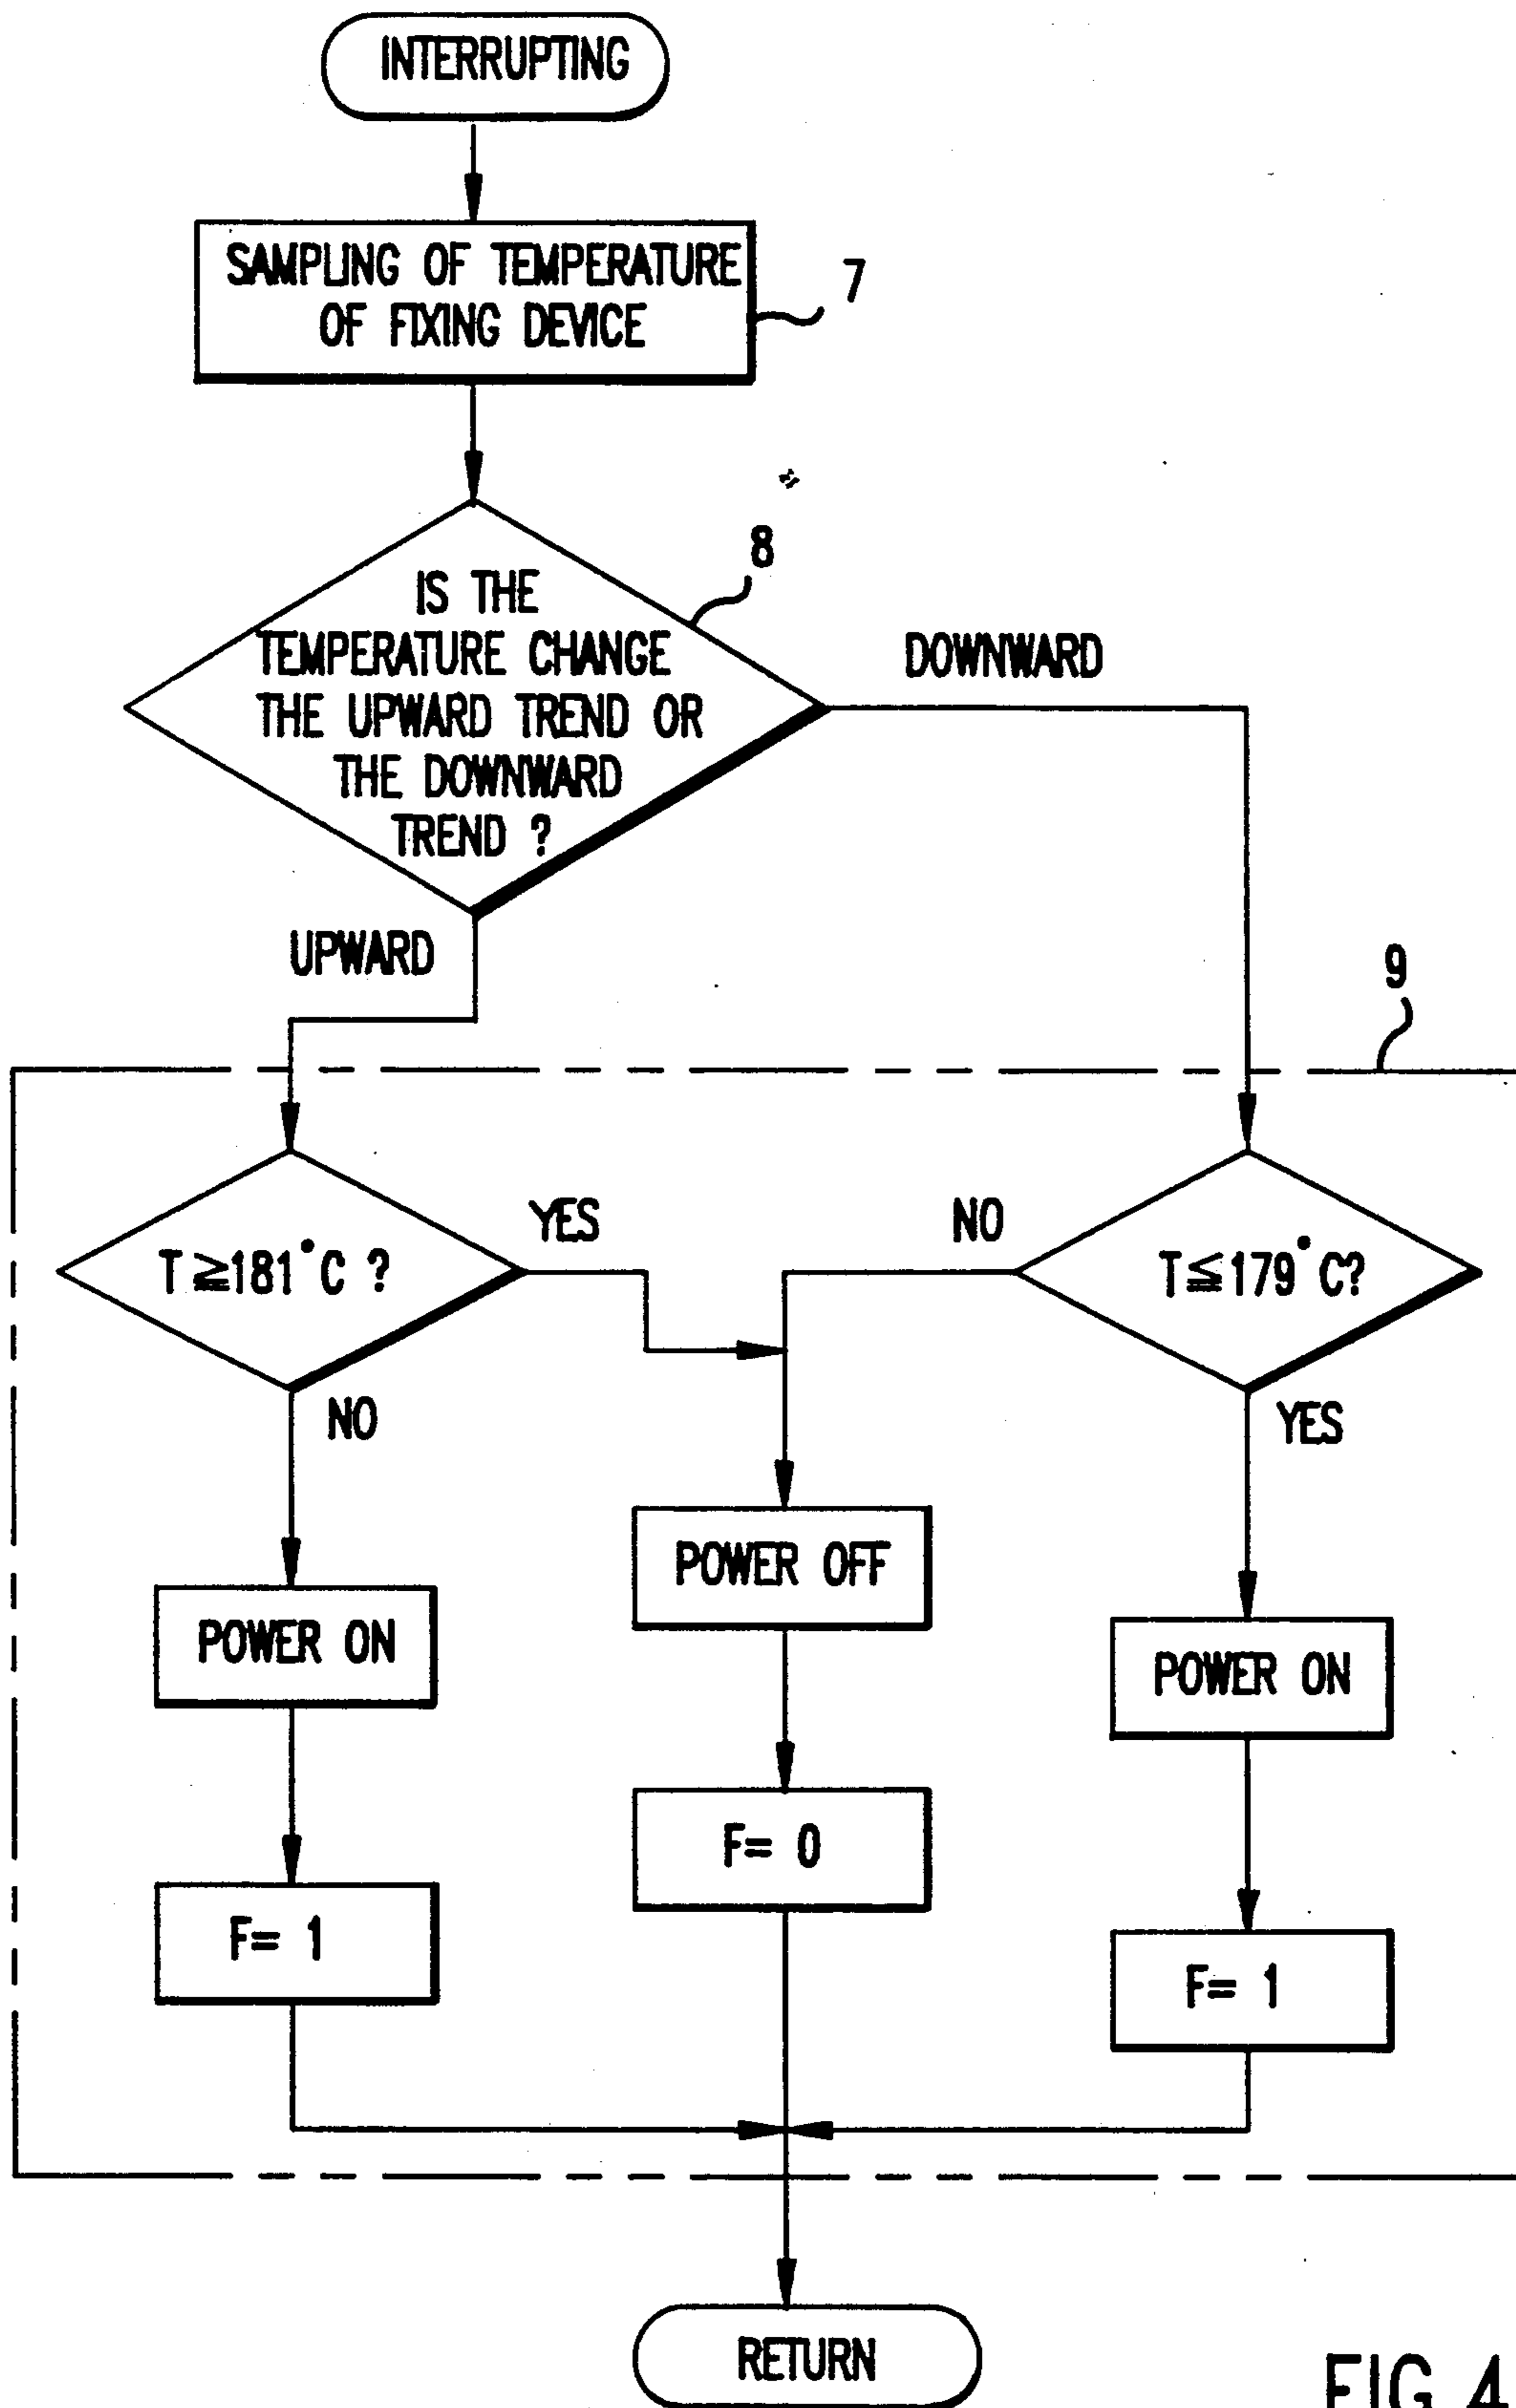 INTERRUPTING
SAMPLING OF TEMPERATURE
OF FIXING DEVICE
7
8
IS THE
TEMPERATURE CHANGE
THE UPWARD TREND OR
THE DOWNWARD
TREND ?
DOWNWARD
UPWARD
9
T ≧ 181°C ?
YES
NO
T ≦ 179°C?
NO
YES
POWER ON
POWER OFF
POWER ON
F= 1
F= 0
F= 1
RETURN
FIG. 4